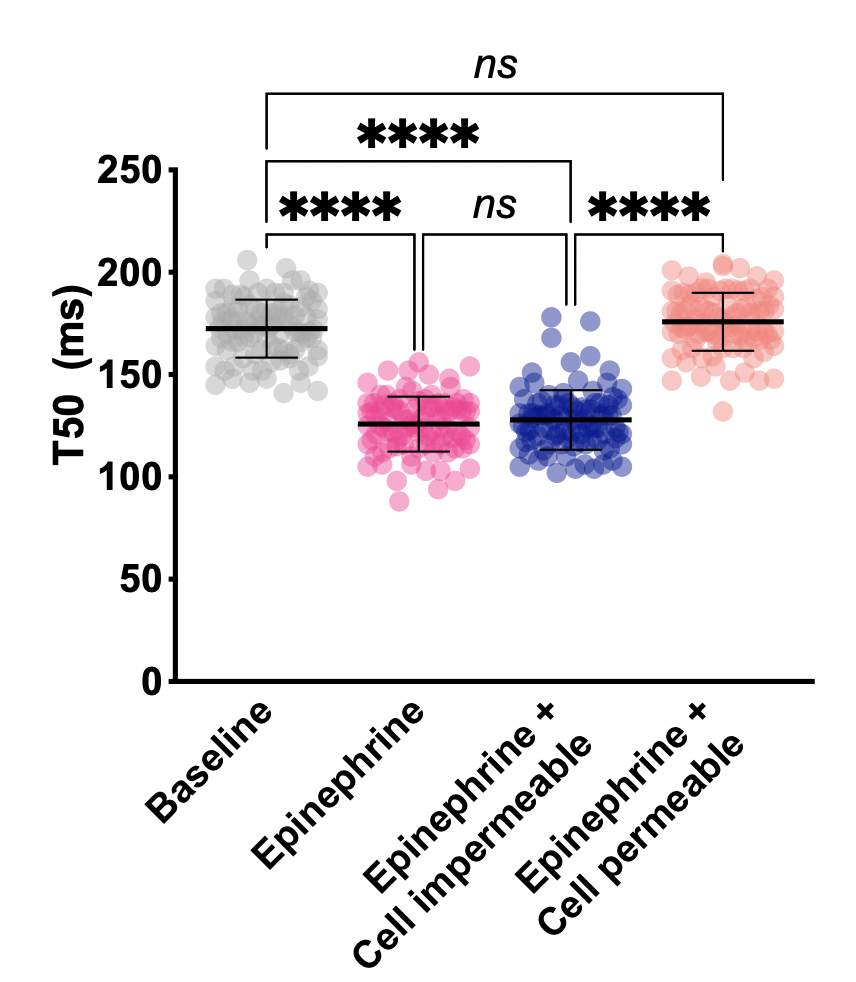 ns
****
**** ns ****
250
200
150
100
50
0
T50 (ms)
Baseline
Epinephrine
Epinephrine +
Cell impermeable
Epinephrine +
Cell permeable